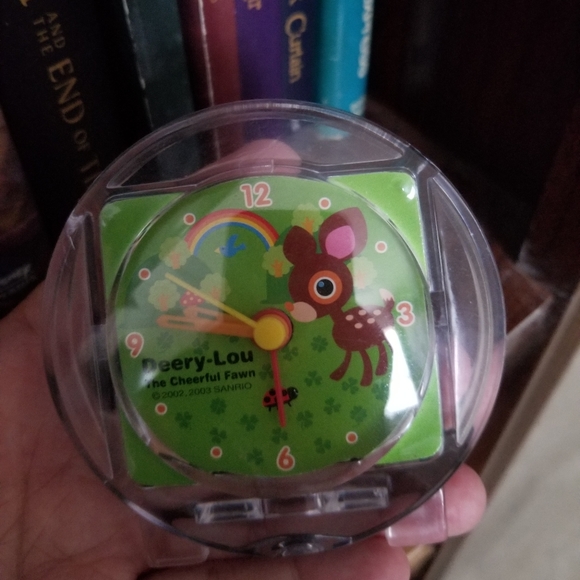 AND
THE END OF
Curtain
12
3
9
Deery-Lou
The Cheerful Fawn
©2002, 2003 SANRIO
6